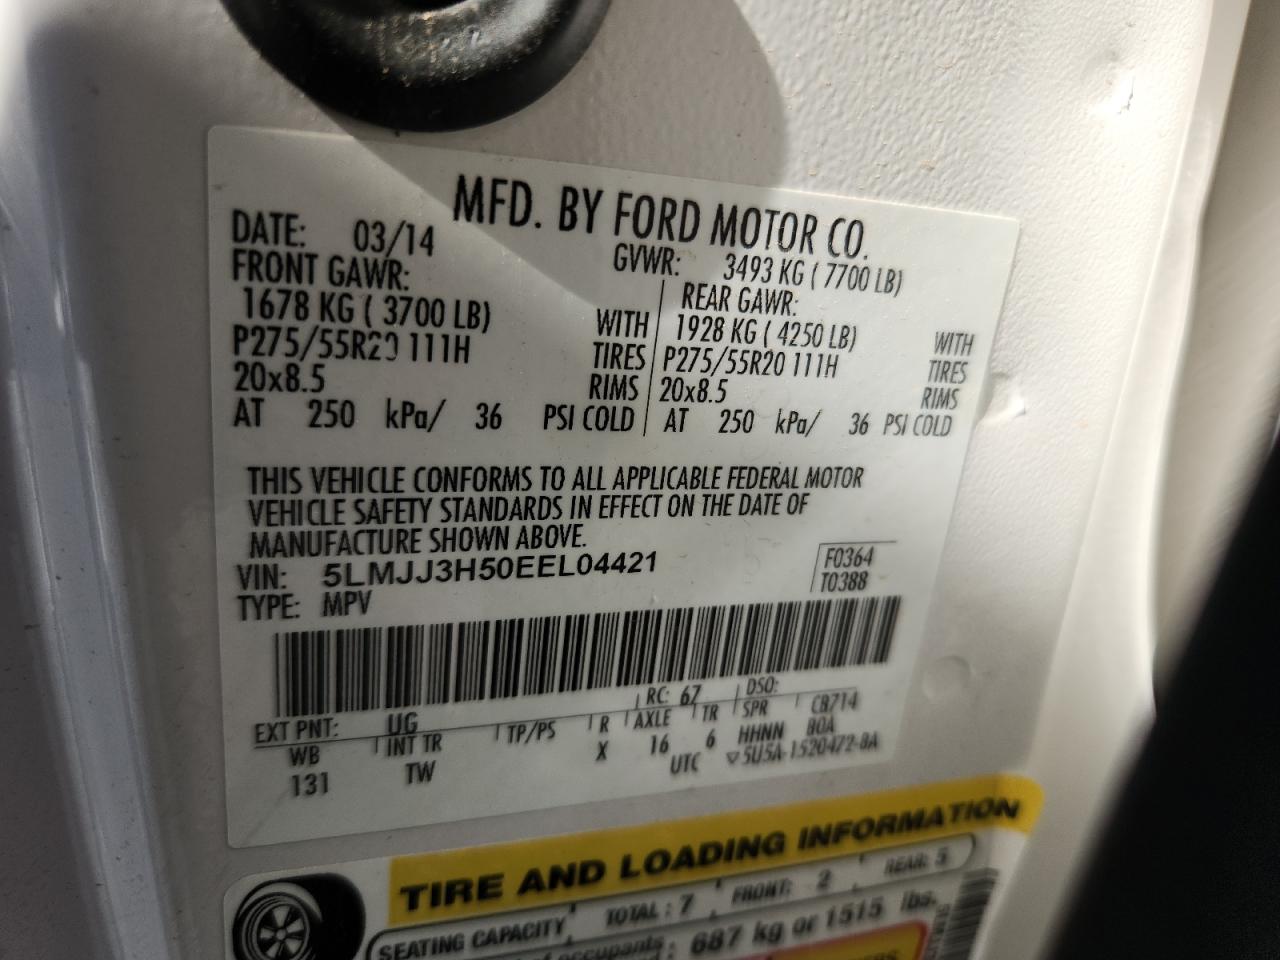 MFD. BY FORD MOTOR CO.
DATE: 03/14 GVWR: 3493 KG ( 7700 LB)
FRONT GAWR: REAR GAWR:
1678 KG ( 3700 LB) WITH 1928 KG ( 4250 LB) WITH
P275/55R20 111H TIRES P275/55R20 111H TIRES
20x8.5 RIMS 20x8.5 RIMS
AT 250 kPa/ 36 PSI COLD AT 250 kPa/ 36 PSI COLD
THIS VEHICLE CONFORMS TO ALL APPLICABLE FEDERAL MOTOR
VEHICLE SAFETY STANDARDS IN EFFECT ON THE DATE OF
MANUFACTURE SHOWN ABOVE.
VIN: 5LMJJ3H50EEL04421 F0364
TYPE: MPV T0388
EXT PNT: UG RC: 67 DSO:
WB INT TR TP/PS R AXLE TR SPR CB714
131 TW X 16 6 HHNN BOA
UTC ▽5U5A-1520472-8A
TIRE AND LOADING INFORMATION
SEATING CAPACITY TOTAL : 7 FRONT: 2 REAR: 5
occupants : 687 kg or 1515 lbs.